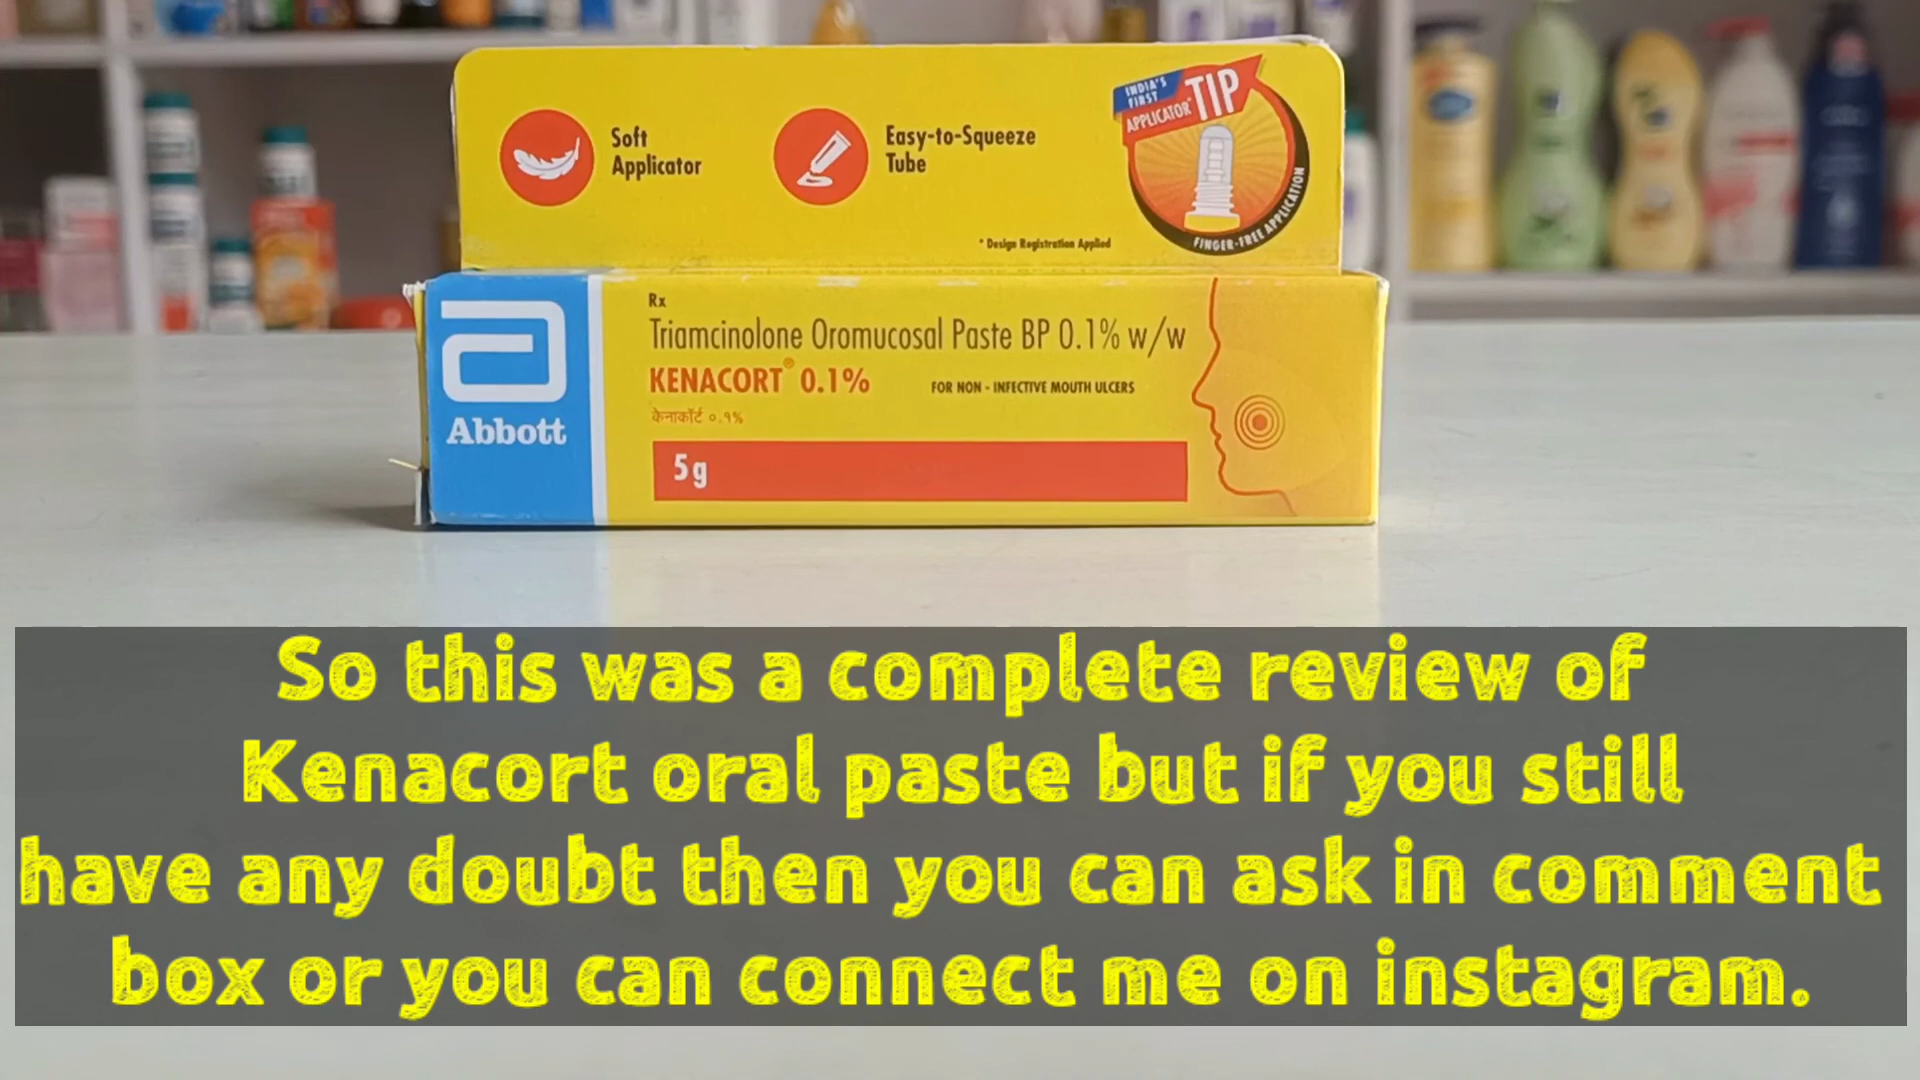 INDIA'S
FIRST
APPLICATOR* TIP
Soft
Applicator
Easy-to-Squeeze
Tube
FINGER-FREE APPLICATION
* Design Registration Applied
Rx
Triamcinolone Oromucosal Paste BP 0.1% w/w
KENACORT® 0.1%
FOR NON - INFECTIVE MOUTH ULCERS
केनाकॉर्ट ०.१%
Abbott
5g
So this was a complete review of
Kenacort oral paste but if you still
have any doubt then you can ask in comment
box or you can connect me on instagram.